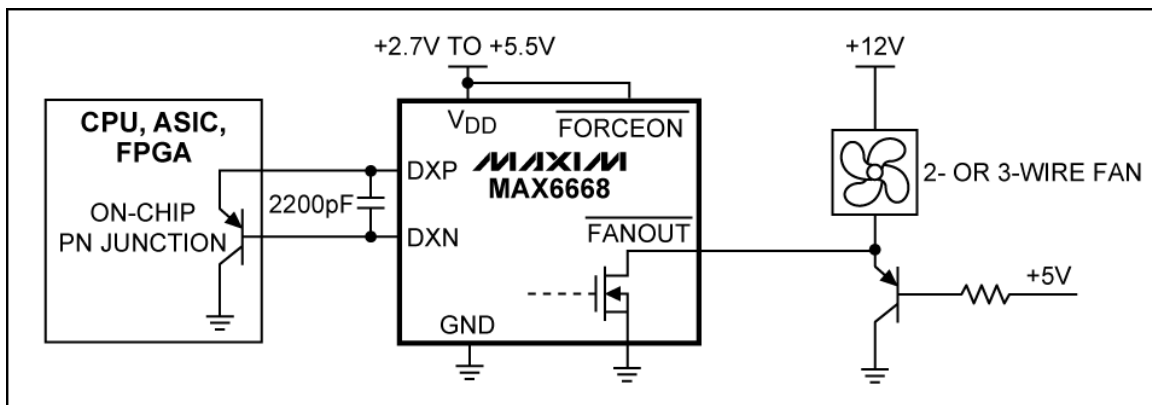 +2.7V TO +5.5V
+12V
CPU, ASIC,
FPGA
ON-CHIP
PN JUNCTION
2200pF
DXP
DXN
VDD
FORCEON
MAXIM
MAX6668
FANOUT
GND
2- OR 3-WIRE FAN
+5V